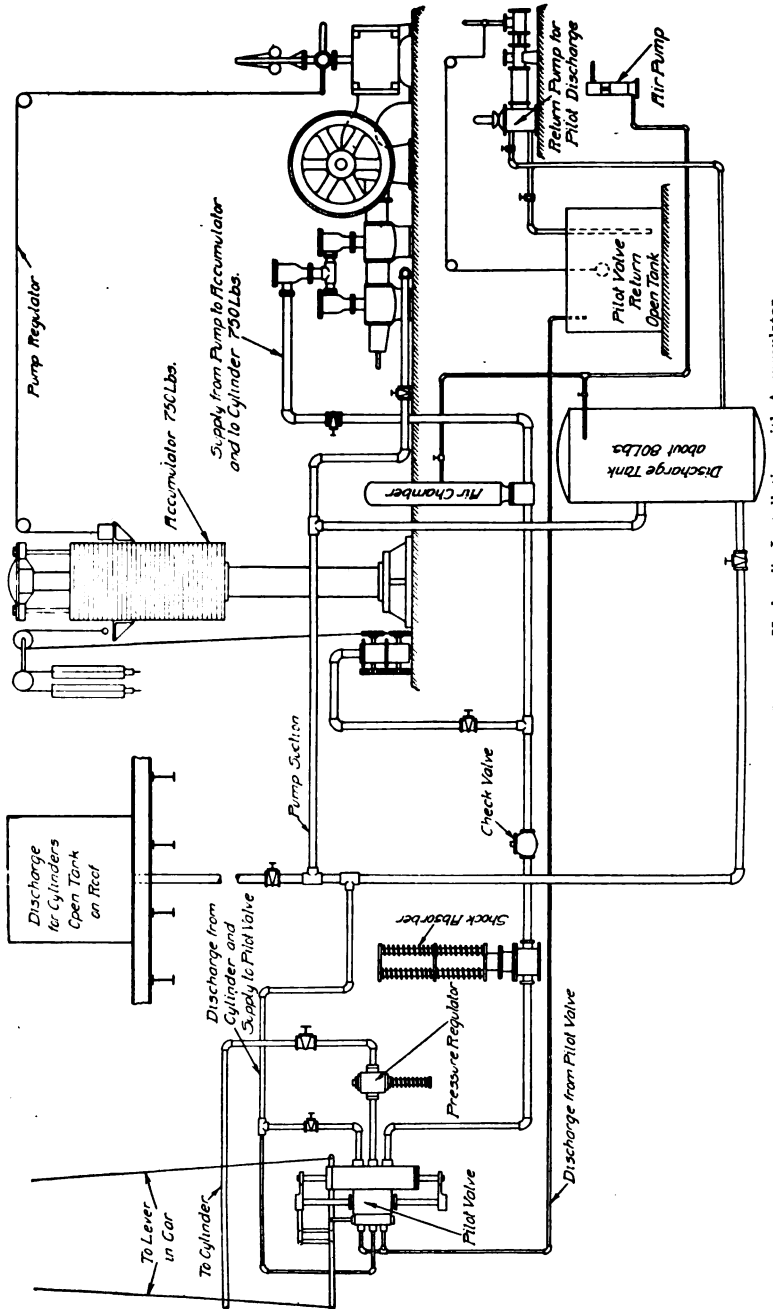 Pump Regulator
Accumulator 750 Lbs.
Supply from Pump to Accumulator
and to Cylinder 750 Lbs.
Return Pump for
Pilot Discharge
Air Pump
Pilot Valve
Return
Open Tank
Discharge Tank
about 80 Lbs.
Air Chamber
Discharge
for Cylinders
Open Tank
on Roof
Pump Suction
Check Valve
Shock Absorber
Discharge from
Cylinder and
Supply to Pilot Valve
Pressure Regulator
To Lever
in Car
To Cylinder
Pilot Valve
Discharge from Pilot Valve